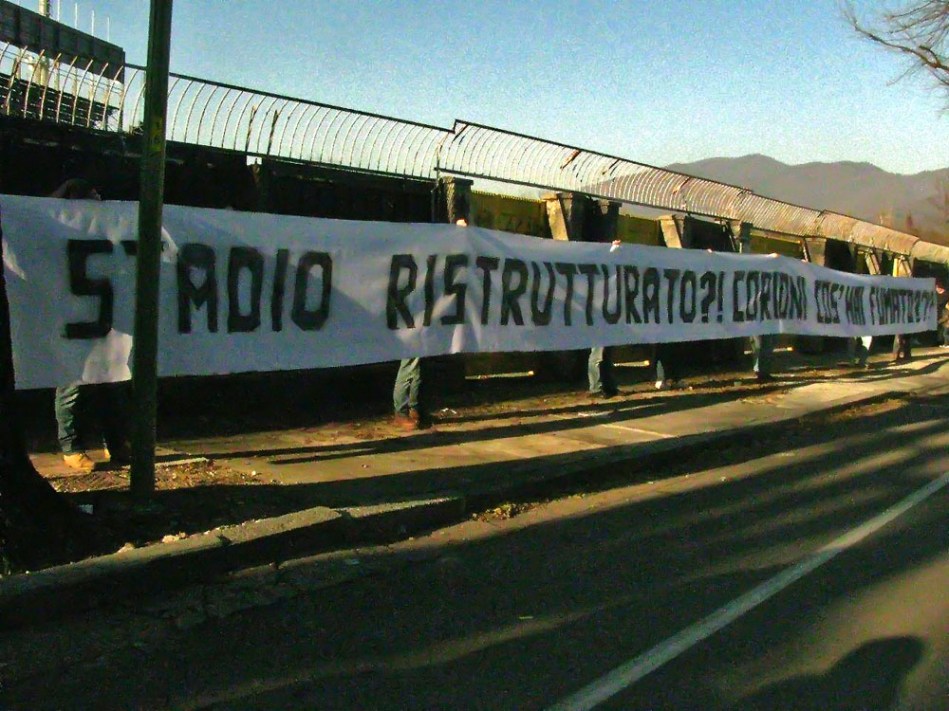 STADIO RISTRUTTURATO?! CORIONI COS' HAI FUMATO???